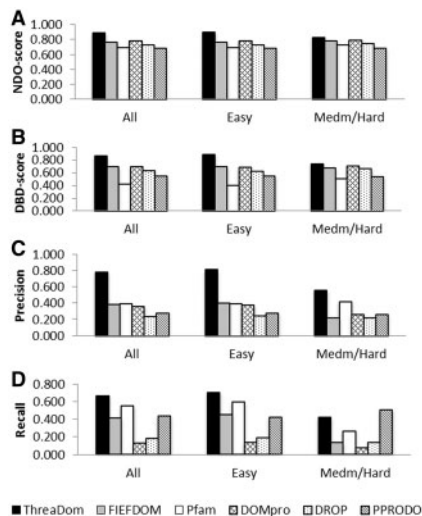 A
NDO-score
1.000
0.800
0.600
0.400
0.200
0.000
All Easy Medm/Hard
B
DBD-score
1.000
0.800
0.600
0.400
0.200
0.000
All Easy Medm/Hard
C
Precision
1.000
0.800
0.600
0.400
0.200
0.000
All Easy Medm/Hard
D
Recall
0.800
0.600
0.400
0.200
0.000
All Easy Medm/Hard
ThreaDom FIEFDOM Pfam DOMpro DROP PPRODO